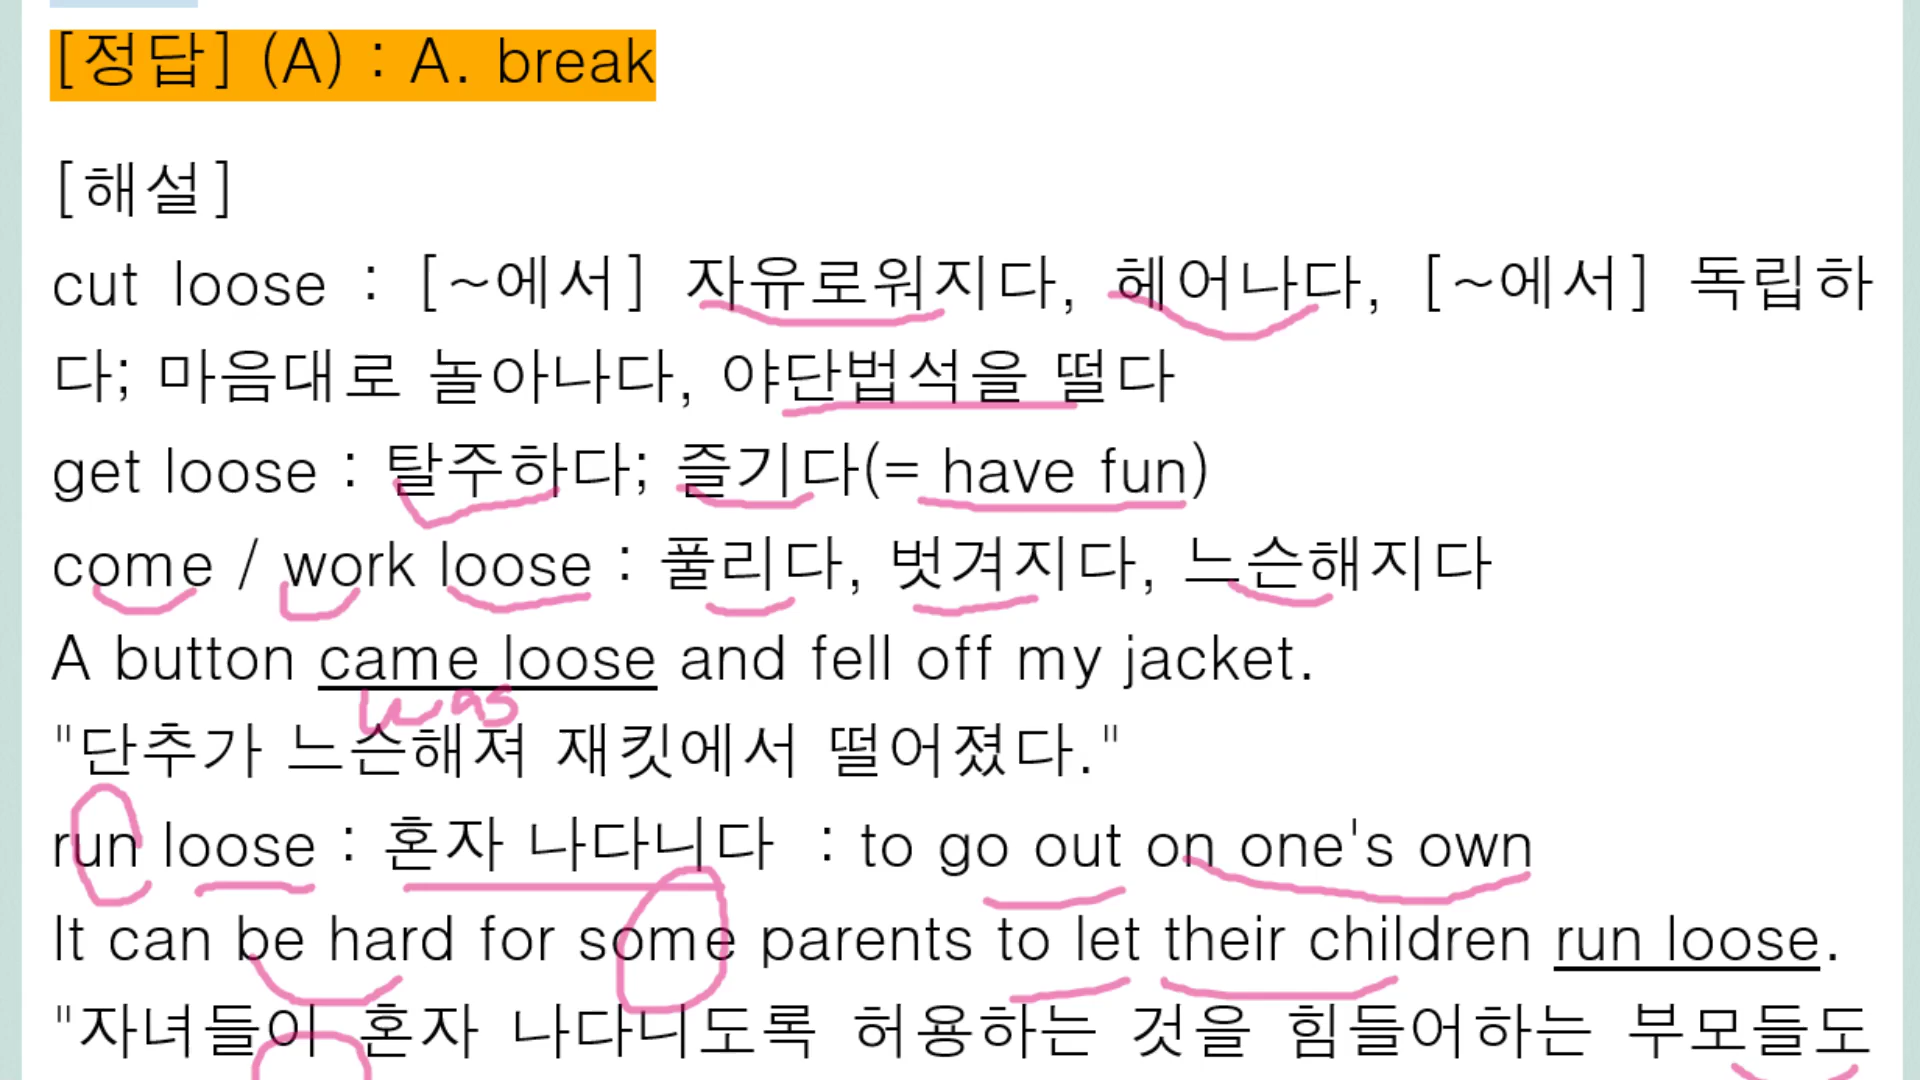 [정답] (A) : A. break
[해설]
cut loose : [~에서] 자유로워지다, 헤어나다, [~에서] 독립하
다; 마음대로 놀아나다, 야단법석을 떨다
get loose : 탈주하다; 즐기다(= have fun)
come / work loose : 풀리다, 벗겨지다, 느슨해지다
A button came loose and fell off my jacket.
was
"단추가 느슨해져 재킷에서 떨어졌다."
run loose : 혼자 나다니다 : to go out on one's own
It can be hard for some parents to let their children run loose.
"자녀들이 혼자 나다니도록 허용하는 것을 힘들어하는 부모들도